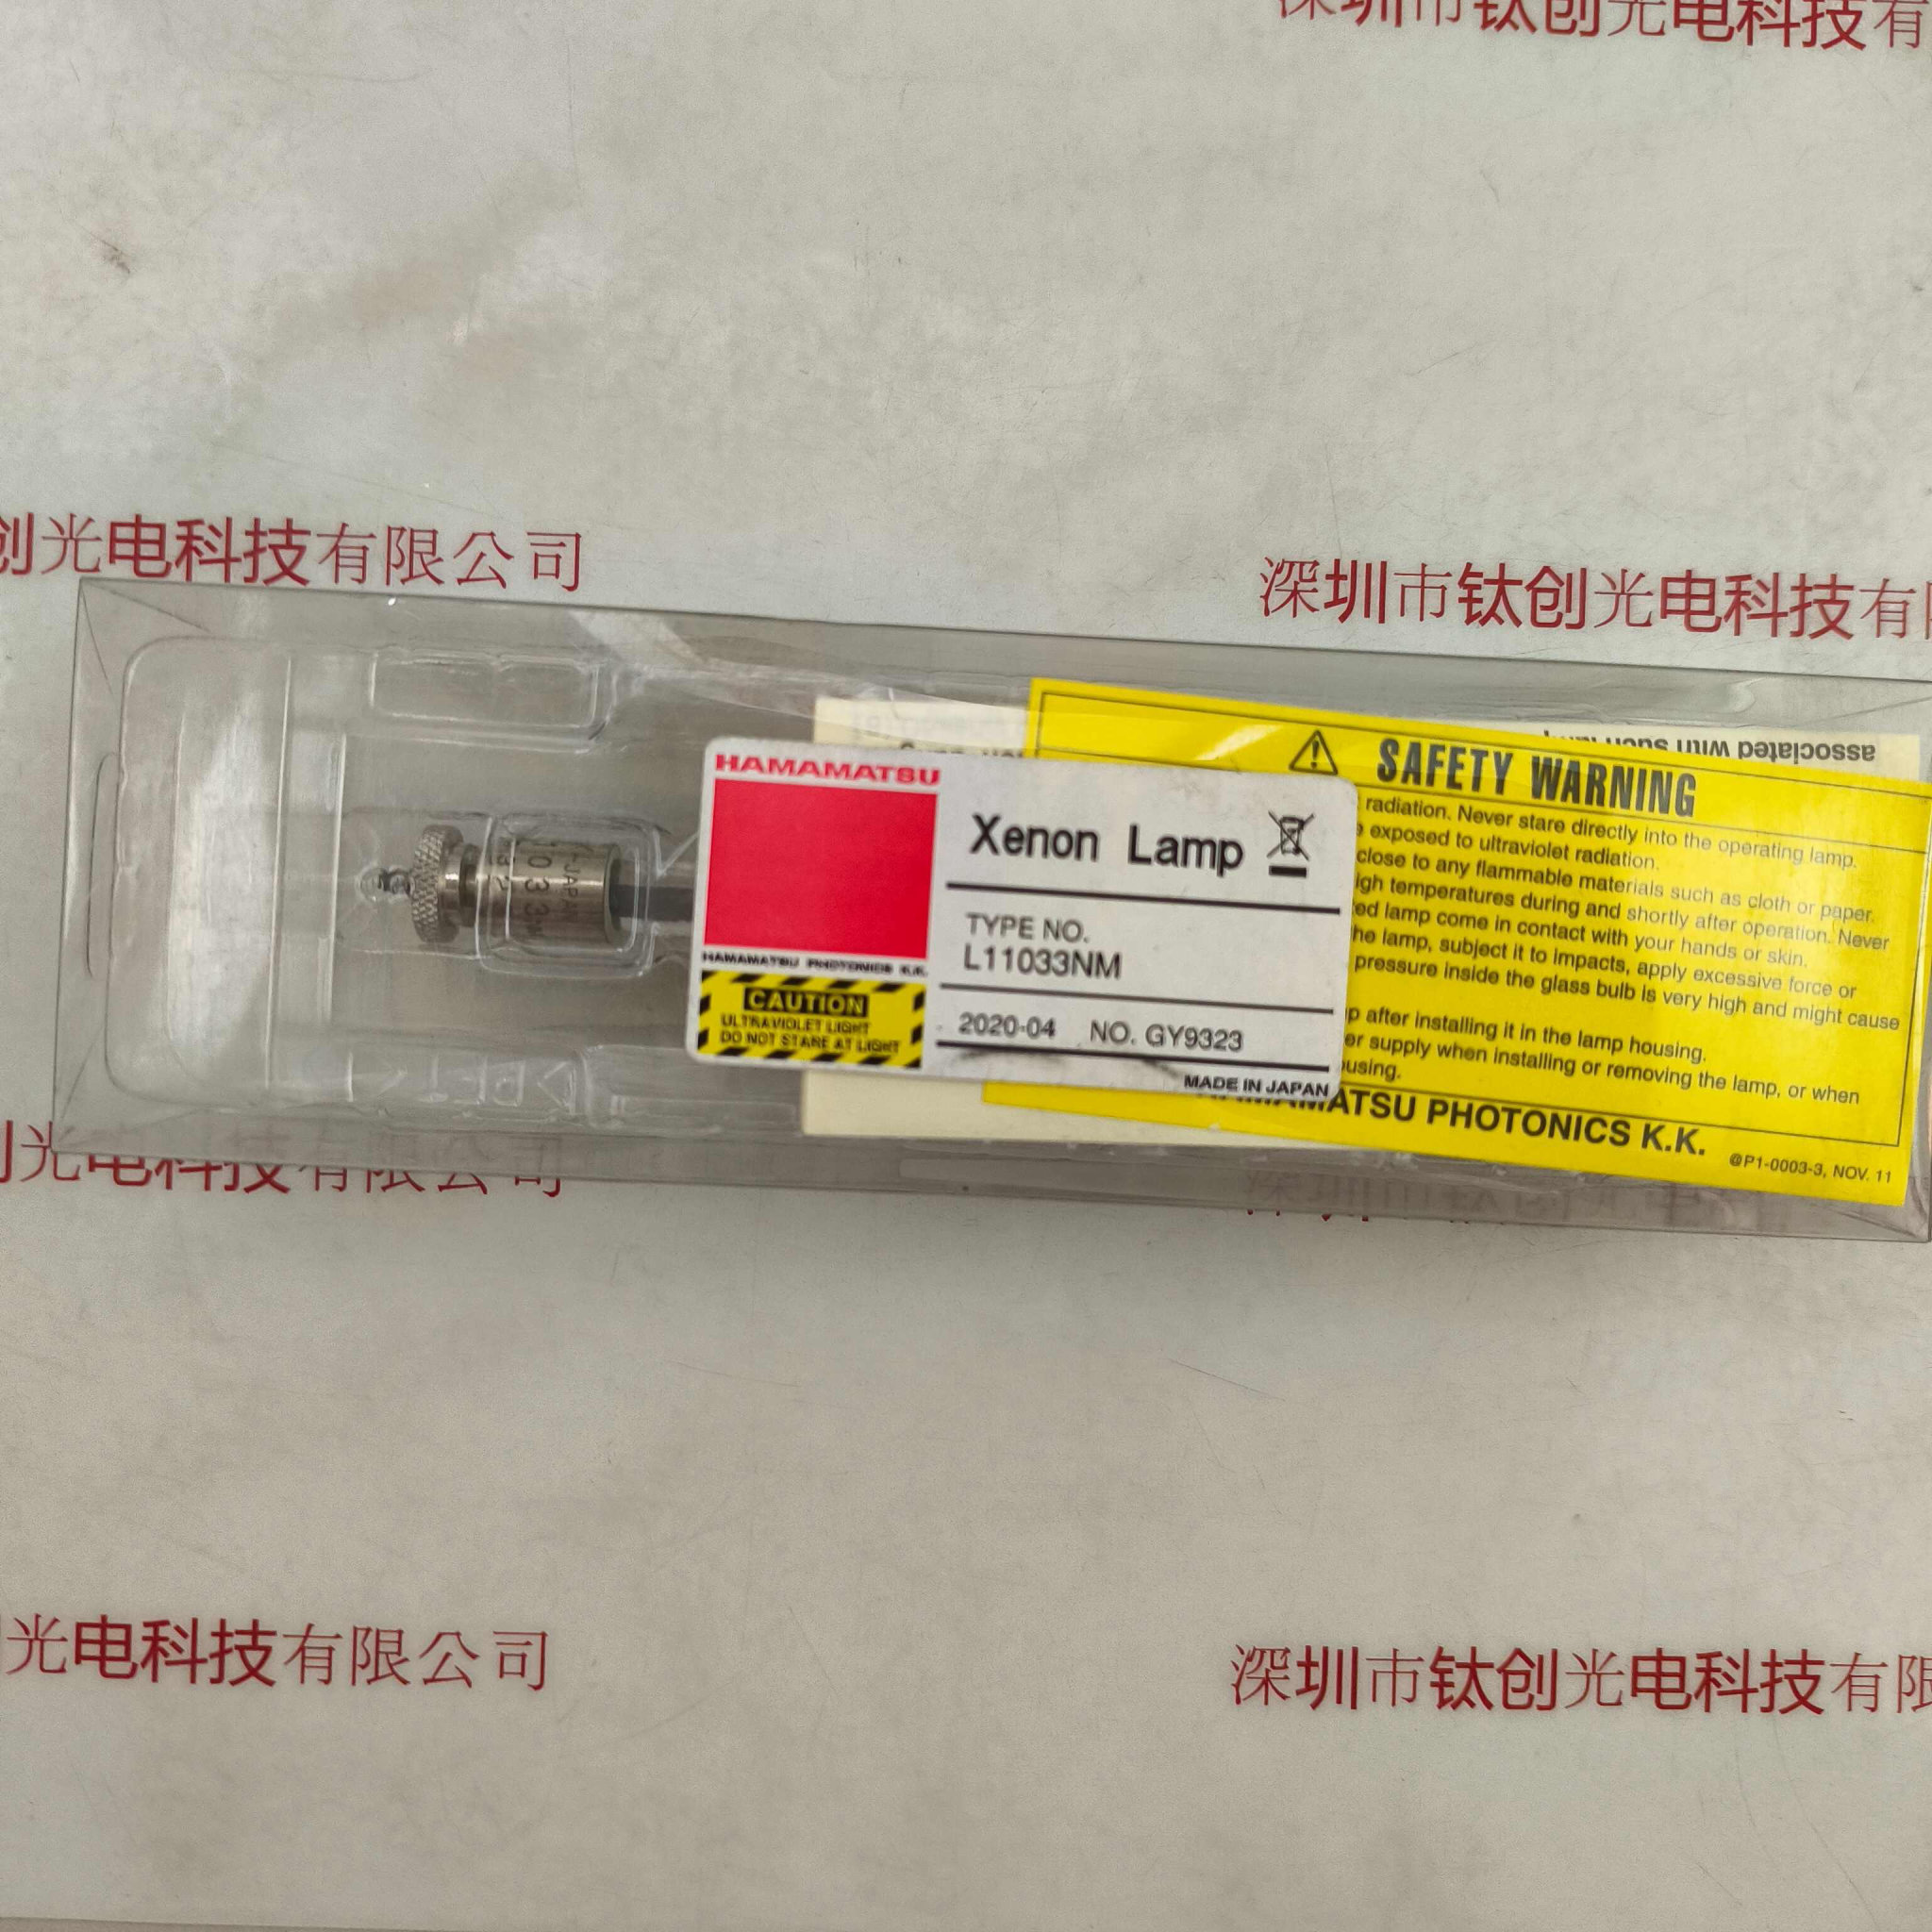 深圳市钛创光电科技有
创光电科技有限公司
深圳市钛创光电科技有
associated with such
SAFETY WARNING
radiation. Never stare directly into the operating lamp.
exposed to ultraviolet radiation.
close to any flammable materials such as cloth or paper.
igh temperatures during and shortly after operation. Never
ed lamp come in contact with your hands or skin.
he lamp, subject it to impacts, apply excessive force or
pressure inside the glass bulb is very high and might cause
p after installing it in the lamp housing.
er supply when installing or removing the lamp, or when
using.
HAMAMATSU PHOTONICS K.K.
@P1-0003-3, NOV. 11
HAMAMATSU
HAMAMATSU PHOTONICS K.K.
CAUTION
ULTRAVIOLET LIGHT
DO NOT STARE AT LIGHT
Xenon Lamp
TYPE NO.
L11033NM
2020-04 NO. GY9323
MADE IN JAPAN
JAPAN
PET
光电科技有限公司
光电科技有限公司
深圳市钛创光电科技有限